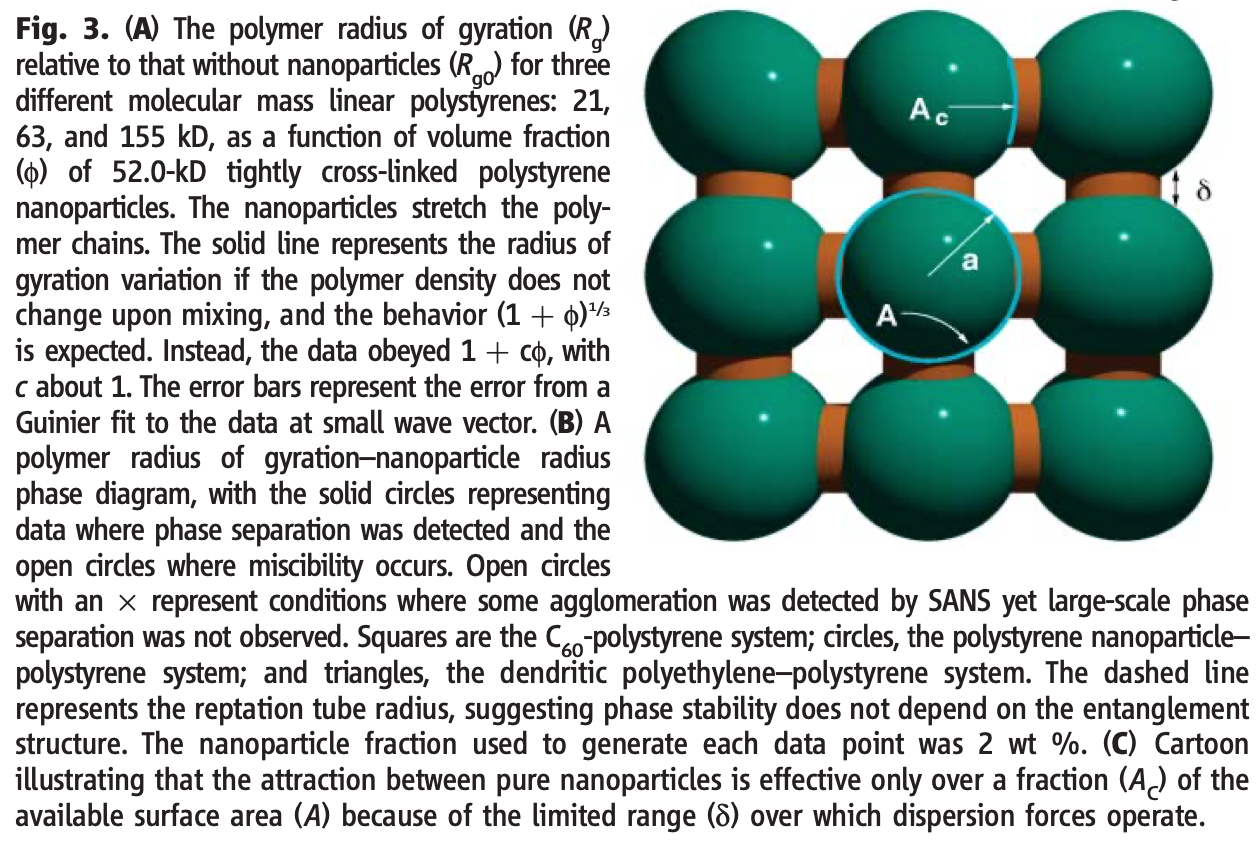 Fig. 3. (A) The polymer radius of gyration (Rg)
relative to that without nanoparticles (Rg0) for three
different molecular mass linear polystyrenes: 21,
63, and 155 kD, as a function of volume fraction
(ϕ) of 52.0-kD tightly cross-linked polystyrene
nanoparticles. The nanoparticles stretch the poly-
mer chains. The solid line represents the radius of
gyration variation if the polymer density does not
change upon mixing, and the behavior (1 + ϕ)^1/3
is expected. Instead, the data obeyed 1 + cϕ, with
c about 1. The error bars represent the error from a
Guinier fit to the data at small wave vector. (B) A
polymer radius of gyration–nanoparticle radius
phase diagram, with the solid circles representing
data where phase separation was detected and the
open circles where miscibility occurs. Open circles
with an × represent conditions where some agglomeration was detected by SANS yet large-scale phase
separation was not observed. Squares are the C60-polystyrene system; circles, the polystyrene nanoparticle–
polystyrene system; and triangles, the dendritic polyethylene–polystyrene system. The dashed line
represents the reptation tube radius, suggesting phase stability does not depend on the entanglement
structure. The nanoparticle fraction used to generate each data point was 2 wt %. (C) Cartoon
illustrating that the attraction between pure nanoparticles is effective only over a fraction (AC) of the
available surface area (A) because of the limited range (δ) over which dispersion forces operate.
Ac
δ
a
A